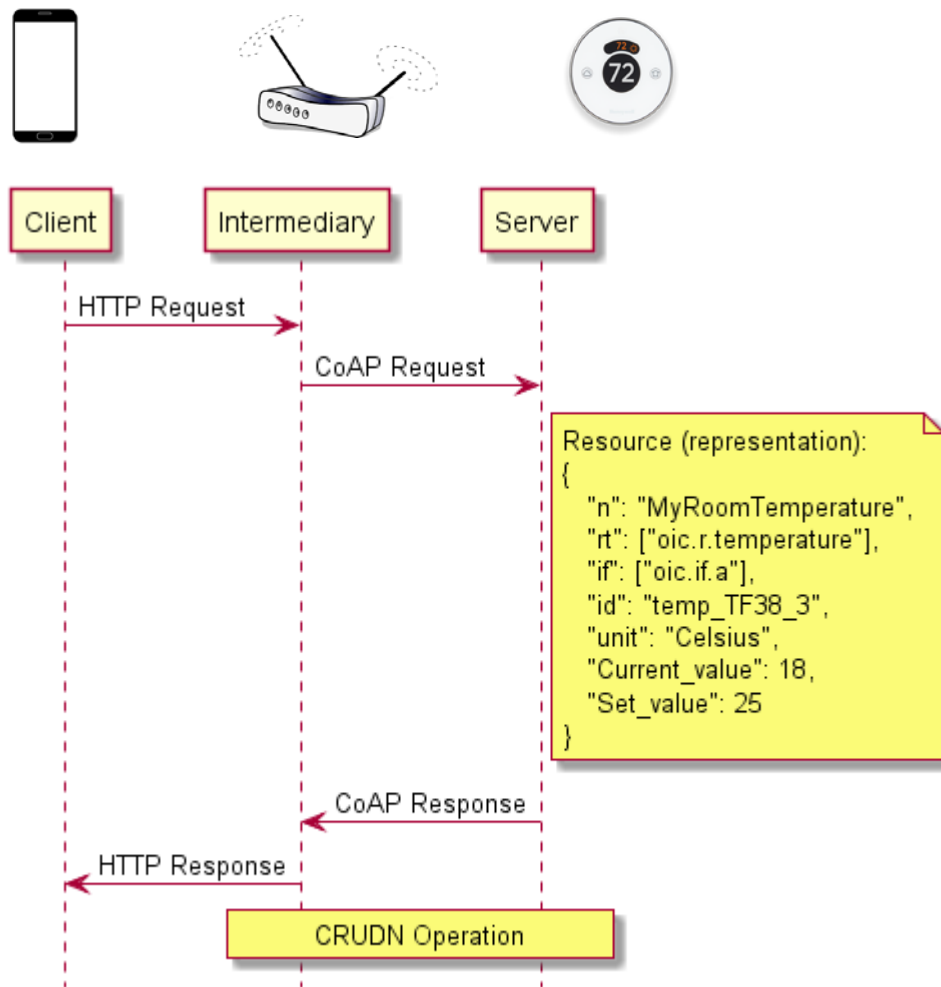 72
72
Client
Intermediary
Server
HTTP Request
CoAP Request
Resource (representation):
{
"n": "MyRoomTemperature",
"rt": ["oic.r.temperature"],
"if": ["oic.if.a"],
"id": "temp_TF38_3",
"unit": "Celsius",
"Current_value": 18,
"Set_value": 25
}
CoAP Response
HTTP Response
CRUDN Operation